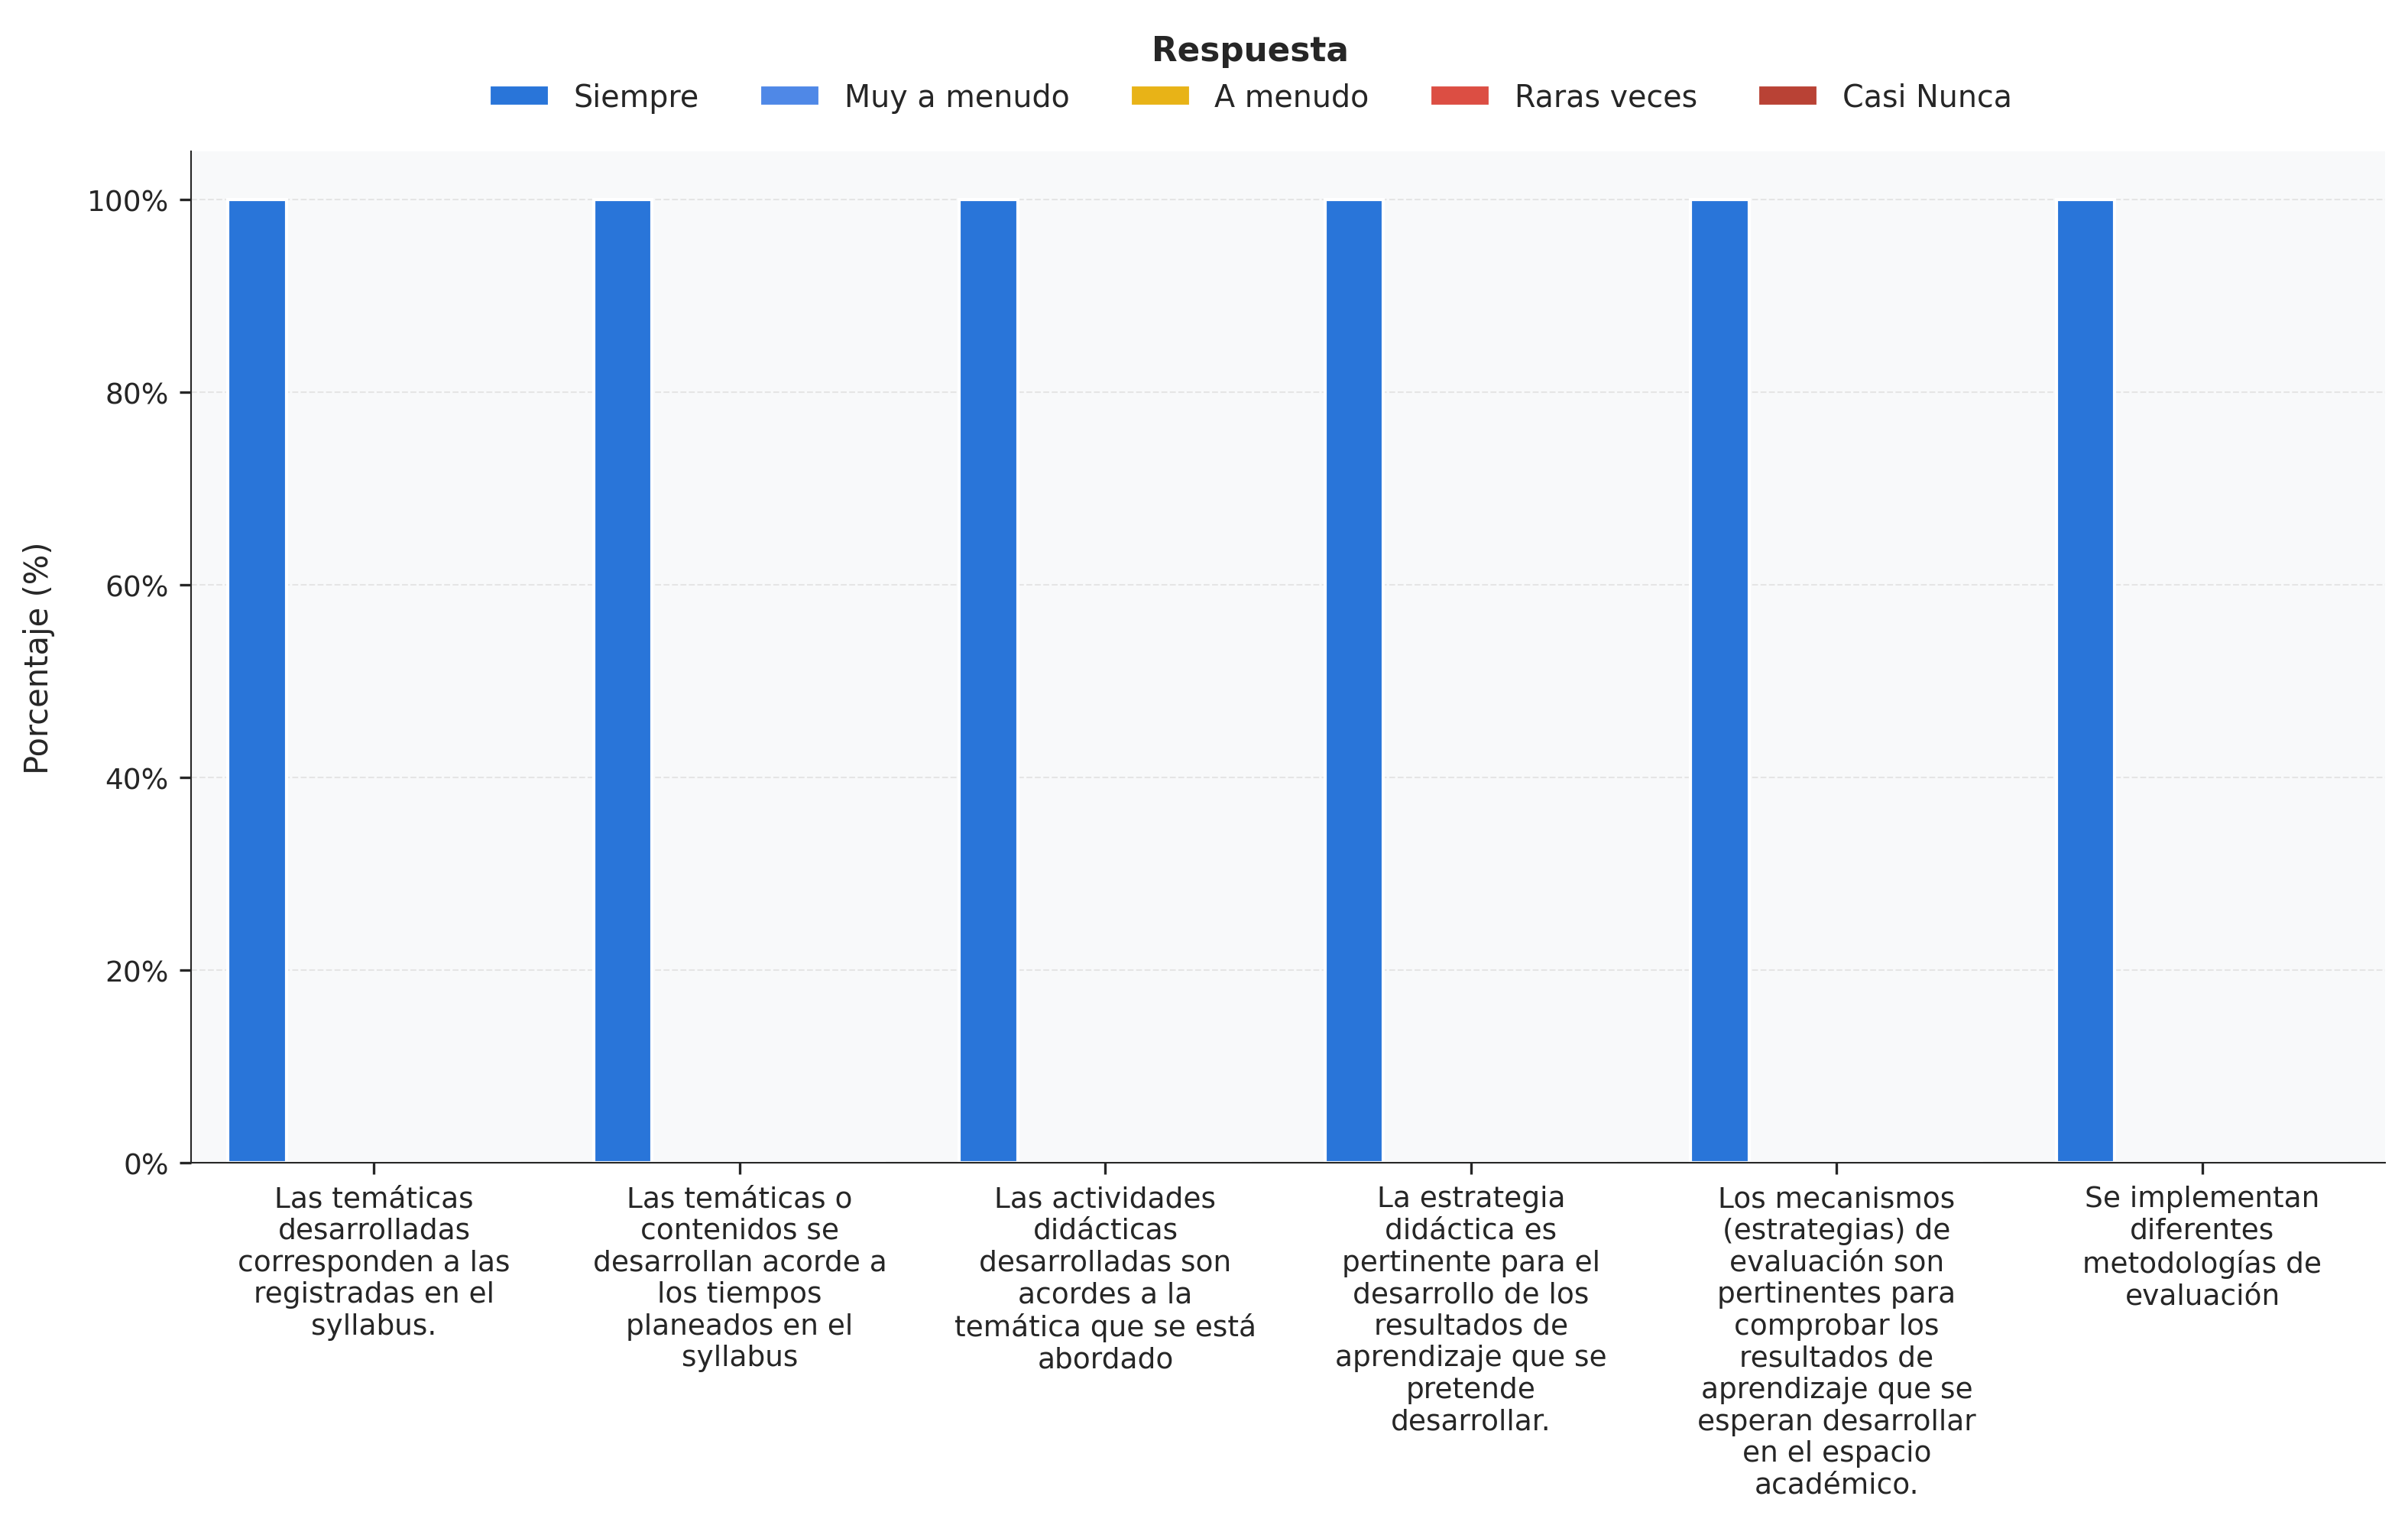 Respuesta
Siempre
Muy a menudo
A menudo
Raras veces
Casi Nunca
Porcentaje (%)
100%
80%
60%
40%
20%
0%
Las temáticas
desarrolladas
corresponden a las
registradas en el
syllabus.
Las temáticas o
contenidos se
desarrollan acorde a
los tiempos
planeados en el
syllabus
Las actividades
didácticas
desarrolladas son
acordes a la
temática que se está
abordado
La estrategia
didáctica es
pertinente para el
desarrollo de los
resultados de
aprendizaje que se
pretende
desarrollar.
Los mecanismos
(estrategias) de
evaluación son
pertinentes para
comprobar los
resultados de
aprendizaje que se
esperan desarrollar
en el espacio
académico.
Se implementan
diferentes
metodologías de
evaluación